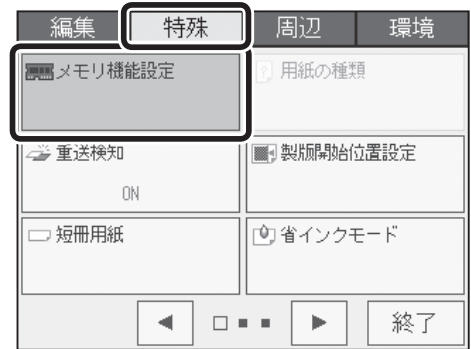 編集 特殊 周辺 環境
メモリ機能設定 用紙の種類
重送検知 製版開始位置設定
ON
短冊用紙 省インクモード
終了